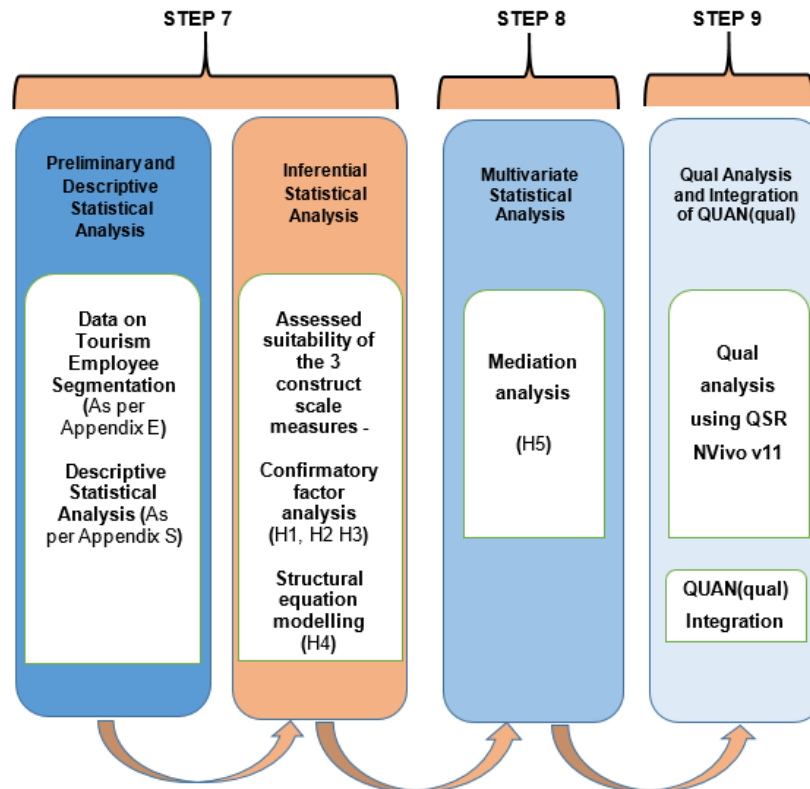 STEP 7
STEP 8
STEP 9
Preliminary and
Descriptive
Statistical
Analysis
Data on
Tourism
Employee
Segmentation
(As per
Appendix E)
Descriptive
Statistical
Analysis (As
per Appendix S)
Inferential
Statistical
Analysis
Assessed
suitability of
the 3
construct
scale
measures -
Confirmatory
factor
analysis
(H1, H2 H3)
Structural
equation
modelling
(H4)
Multivariate
Statistical
Analysis
Mediation
analysis
(H5)
Qual Analysis
and Integration
of QUAN(qual)
Qual
analysis
using QSR
NVivo v11
QUAN(qual)
Integration